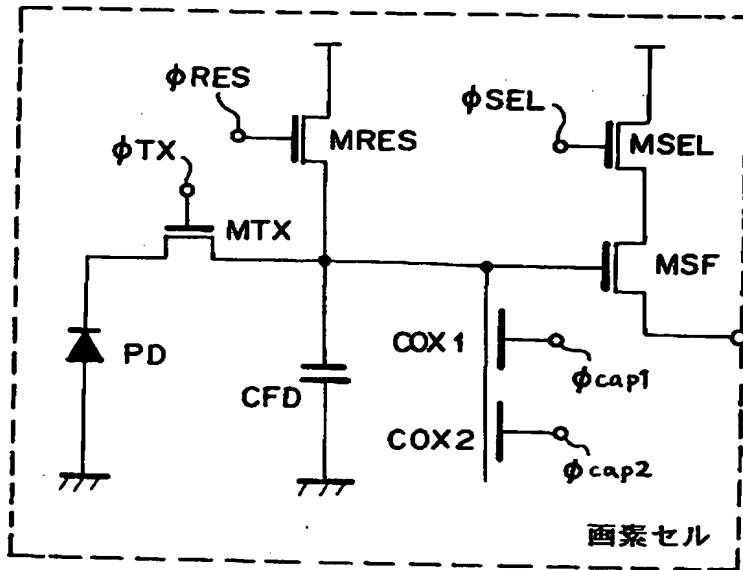 φRES
MRES
φSEL
MSEL
φTX
MTX
MSF
PD
CFD
COX1
φcap1
COX2
φcap2
画素セル